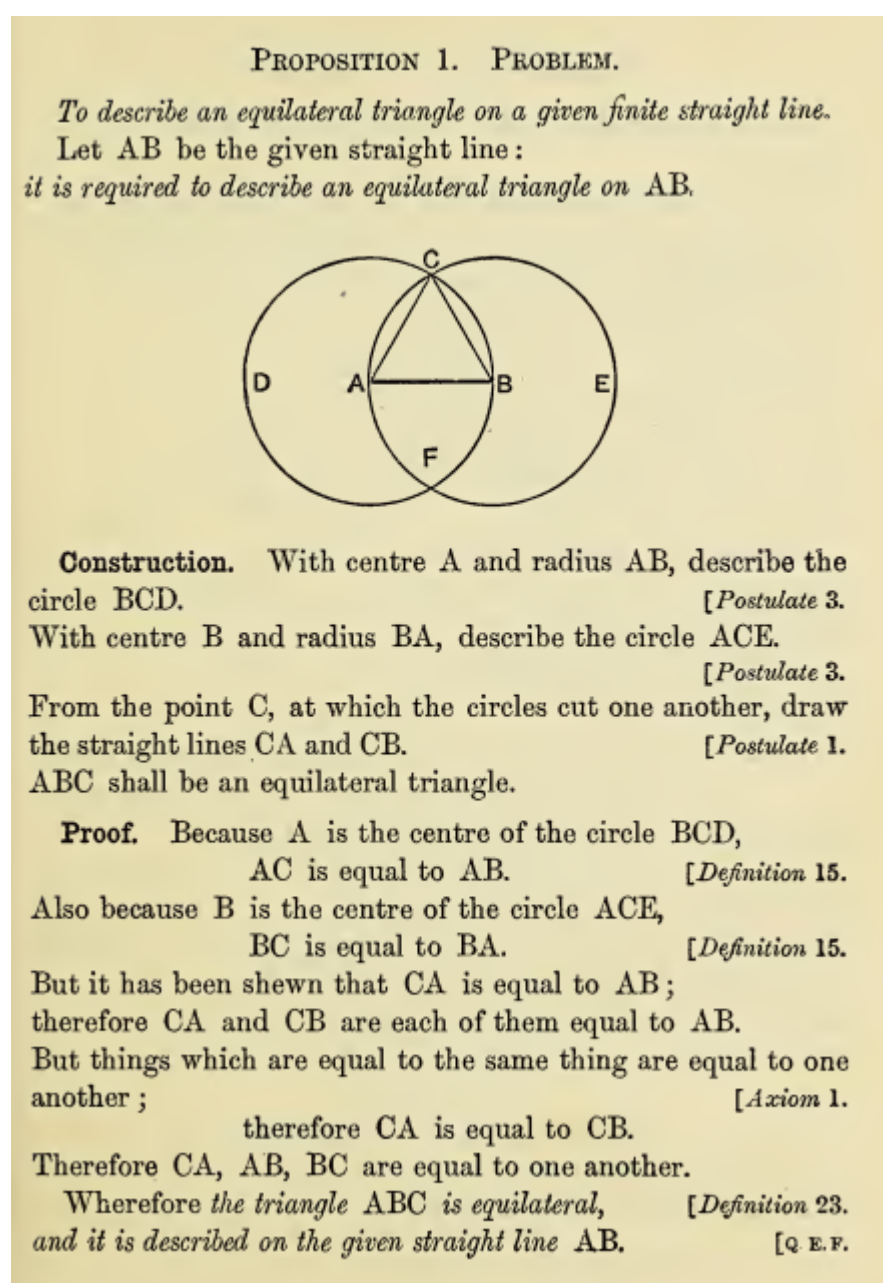 PROPOSITION 1. PROBLEM.
To describe an equilateral triangle on a given finite straight line.
Let AB be the given straight line:
it is required to describe an equilateral triangle on AB.
C
D A B E
F
Construction. With centre A and radius AB, describe the
circle BCD. [Postulate 3.
With centre B and radius BA, describe the circle ACE.
[Postulate 3.
From the point C, at which the circles cut one another, draw
the straight lines CA and CB. [Postulate 1.
ABC shall be an equilateral triangle.
Proof. Because A is the centre of the circle BCD,
AC is equal to AB. [Definition 15.
Also because B is the centre of the circle ACE,
BC is equal to BA. [Definition 15.
But it has been shewn that CA is equal to AB;
therefore CA and CB are each of them equal to AB.
But things which are equal to the same thing are equal to one
another; [Axiom 1.
therefore CA is equal to CB.
Therefore CA, AB, BC are equal to one another.
Wherefore the triangle ABC is equilateral, [Definition 23.
and it is described on the given straight line AB. [Q. E. F.